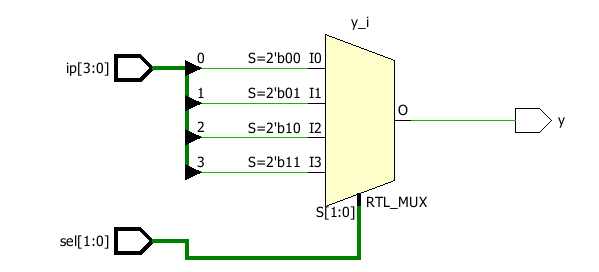 y_i
ip[3:0]
0 S=2'b00 I0
1 S=2'b01 I1
2 S=2'b10 I2
3 S=2'b11 I3
O
y
S[1:0] RTL_MUX
sel[1:0]